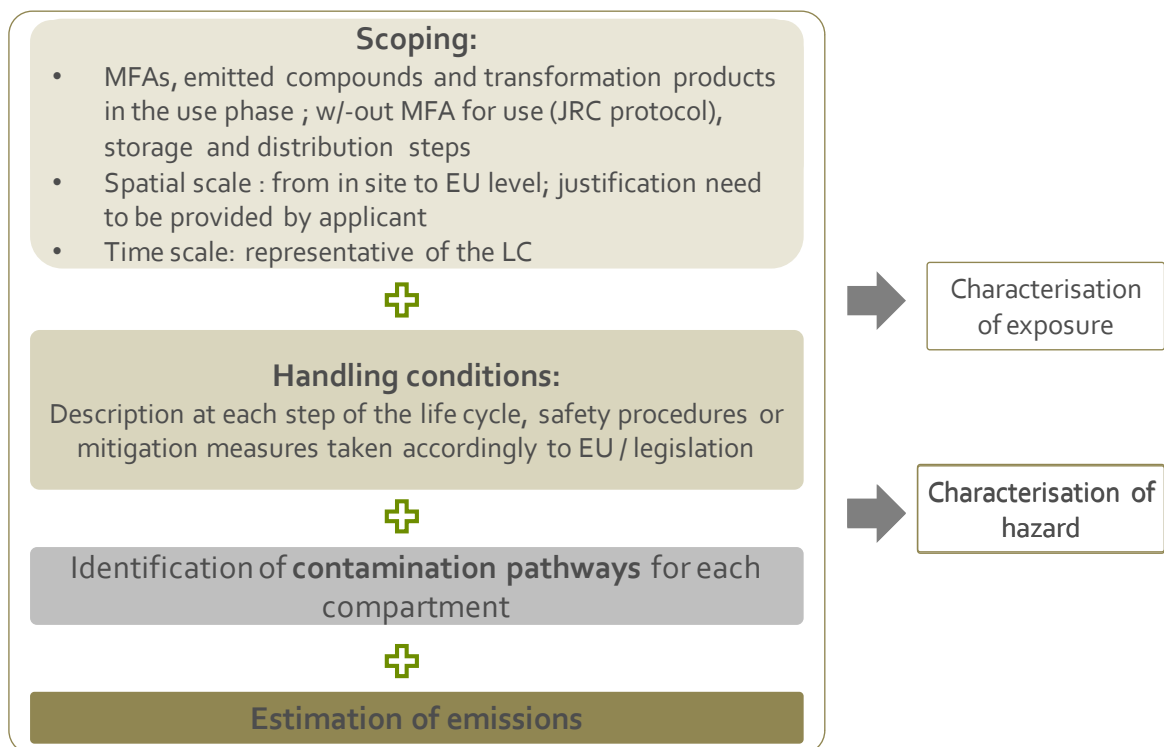 Scoping:
• MFAs, emitted compounds and transformation products
in the use phase ; w/-out MFA for use (JRC protocol),
storage and distribution steps
• Spatial scale : from in site to EU level; justification need
to be provided by applicant
• Time scale: representative of the LC
Handling conditions:
Description at each step of the life cycle, safety procedures or
mitigation measures taken accordingly to EU / legislation
Identification of contamination pathways for each
compartment
Estimation of emissions
Characterisation
of exposure
Characterisation of
hazard